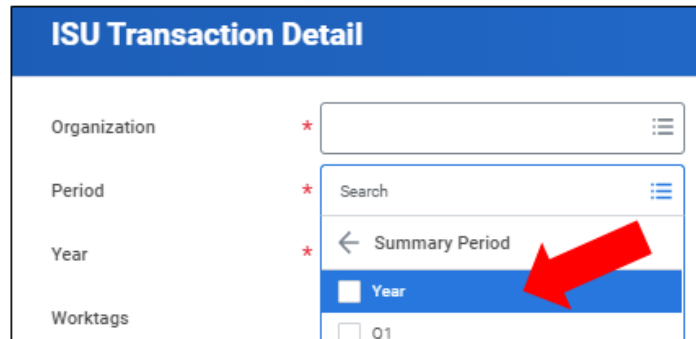 ISU Transaction Detail
Organization *
Period * Search
Summary Period
Year *
Year
Worktags
Q1